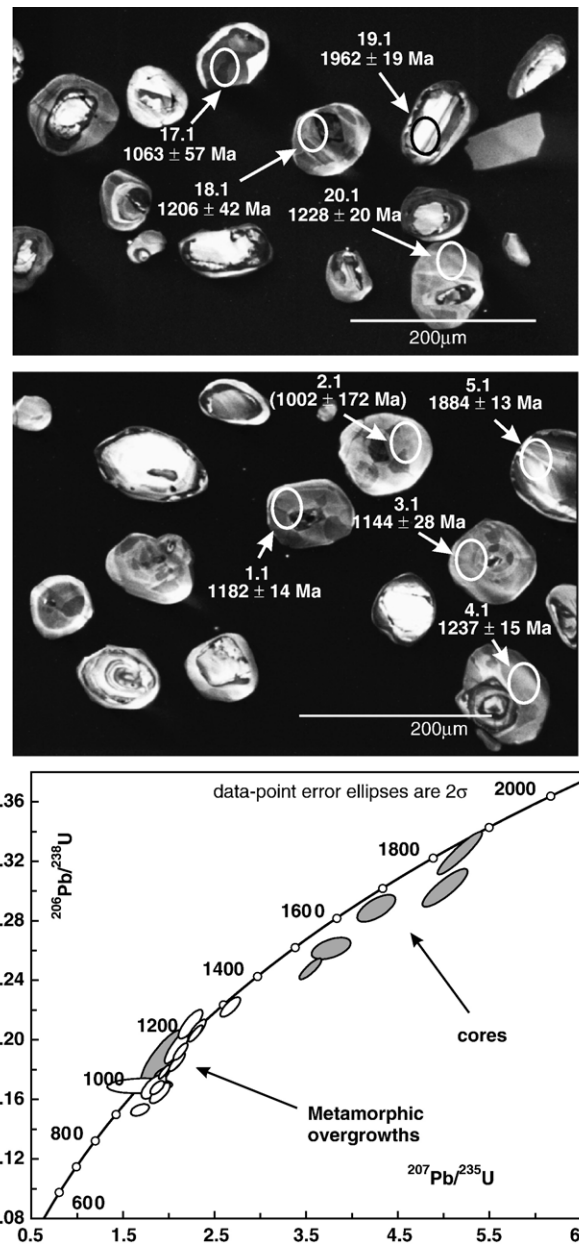 19.1
1962 ± 19 Ma
17.1
1063 ± 57 Ma
18.1
1206 ± 42 Ma
20.1
1228 ± 20 Ma
200µm
2.1
(1002 ± 172 Ma)
5.1
1884 ± 13 Ma
3.1
1144 ± 28 Ma
1.1
1182 ± 14 Ma
4.1
1237 ± 15 Ma
200µm
data-point error ellipses are 2σ
206Pb/238U
.36
.32
.28
.24
.20
.16
.12
.08
2000
1800
1600
1400
1200
1000
800
600
cores
Metamorphic
overgrowths
207Pb/235U
0.5
1.5
2.5
3.5
4.5
5.5